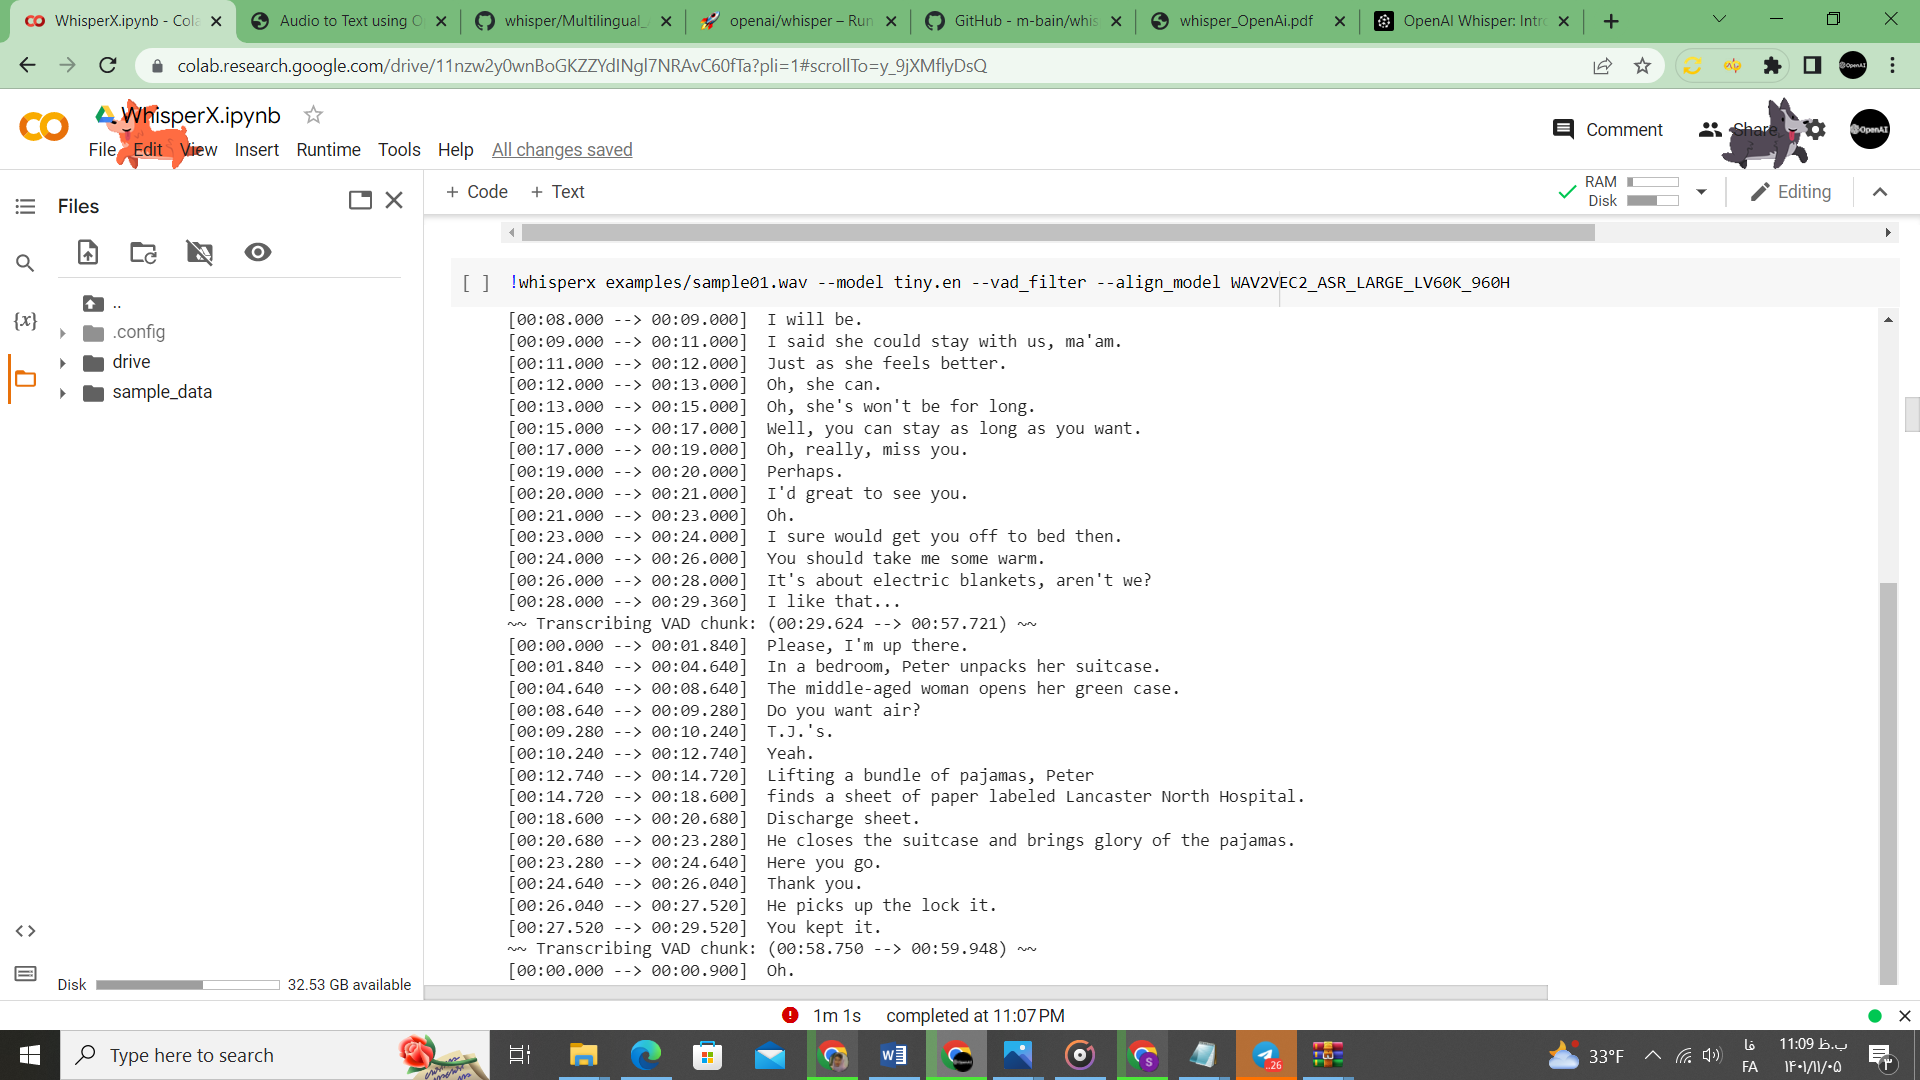 WhisperX.ipynb - Cola
Audio to Text using O
whisper/Multilingual_
openai/whisper – Run
GitHub - m-bain/whis
whisper_OpenAi.pdf
OpenAI Whisper: Intro
colab.research.google.com/drive/11nzw2y0wnBoGKZZYdINgl7NRAvC60fTa?pli=1#scrollTo=y_9jXMflyDsQ
WhisperX.ipynb
File Edit View Insert Runtime Tools Help All changes saved
Comment
Share
OpenAI
Files
+ Code + Text
RAM
Disk
Editing
..
.config
drive
sample_data
{x}
[ ] !whisperx examples/sample01.wav --model tiny.en --vad_filter --align_model WAV2VEC2_ASR_LARGE_LV60K_960H
[00:08.000 --> 00:09.000] I will be.
[00:09.000 --> 00:11.000] I said she could stay with us, ma'am.
[00:11.000 --> 00:12.000] Just as she feels better.
[00:12.000 --> 00:13.000] Oh, she can.
[00:13.000 --> 00:15.000] Oh, she's won't be for long.
[00:15.000 --> 00:17.000] Well, you can stay as long as you want.
[00:17.000 --> 00:19.000] Oh, really, miss you.
[00:19.000 --> 00:20.000] Perhaps.
[00:20.000 --> 00:21.000] I'd great to see you.
[00:21.000 --> 00:23.000] Oh.
[00:23.000 --> 00:24.000] I sure would get you off to bed then.
[00:24.000 --> 00:26.000] You should take me some warm.
[00:26.000 --> 00:28.000] It's about electric blankets, aren't we?
[00:28.000 --> 00:29.360] I like that...
~~ Transcribing VAD chunk: (00:29.624 --> 00:57.721) ~~
[00:00.000 --> 00:01.840] Please, I'm up there.
[00:01.840 --> 00:04.640] In a bedroom, Peter unpacks her suitcase.
[00:04.640 --> 00:08.640] The middle-aged woman opens her green case.
[00:08.640 --> 00:09.280] Do you want air?
[00:09.280 --> 00:10.240] T.J.'s.
[00:10.240 --> 00:12.740] Yeah.
[00:12.740 --> 00:14.720] Lifting a bundle of pajamas, Peter
[00:14.720 --> 00:18.600] finds a sheet of paper labeled Lancaster North Hospital.
[00:18.600 --> 00:20.680] Discharge sheet.
[00:20.680 --> 00:23.280] He closes the suitcase and brings glory of the pajamas.
[00:23.280 --> 00:24.640] Here you go.
[00:24.640 --> 00:26.040] Thank you.
[00:26.040 --> 00:27.520] He picks up the lock it.
[00:27.520 --> 00:29.520] You kept it.
~~ Transcribing VAD chunk: (00:58.750 --> 00:59.948) ~~
[00:00.000 --> 00:00.900] Oh.
Disk 32.53 GB available
1m 1s completed at 11:07 PM
Type here to search
..26
33°F
فا
FA
11:09 ب.ظ
۱۴۰۱/۱۱/۰۵
۳